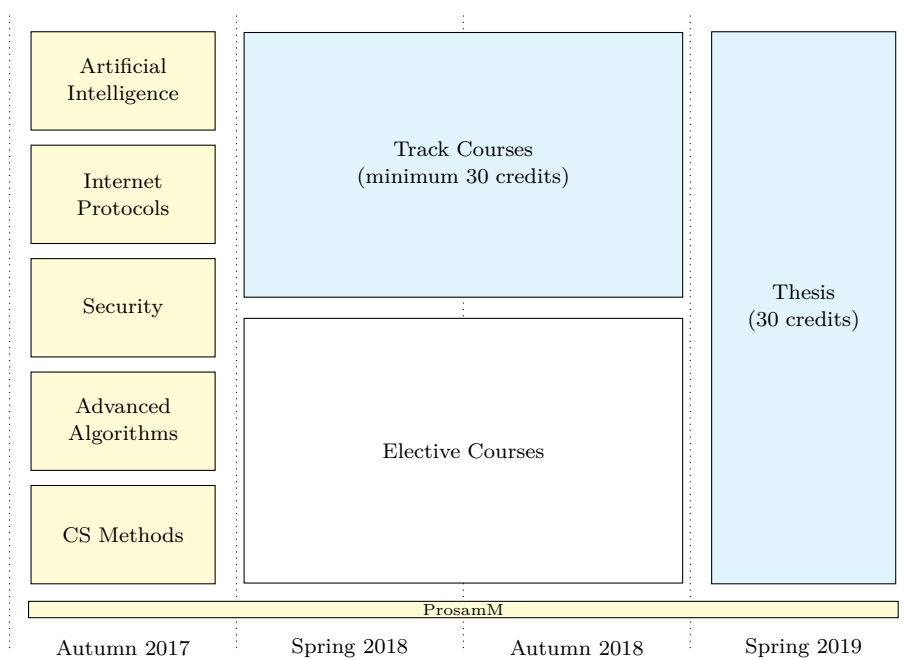 Artificial
Intelligence
Internet
Protocols
Security
Advanced
Algorithms
CS Methods
Track Courses
(minimum 30 credits)
Elective Courses
Thesis
(30 credits)
ProsamM
Autumn 2017
Spring 2018
Autumn 2018
Spring 2019